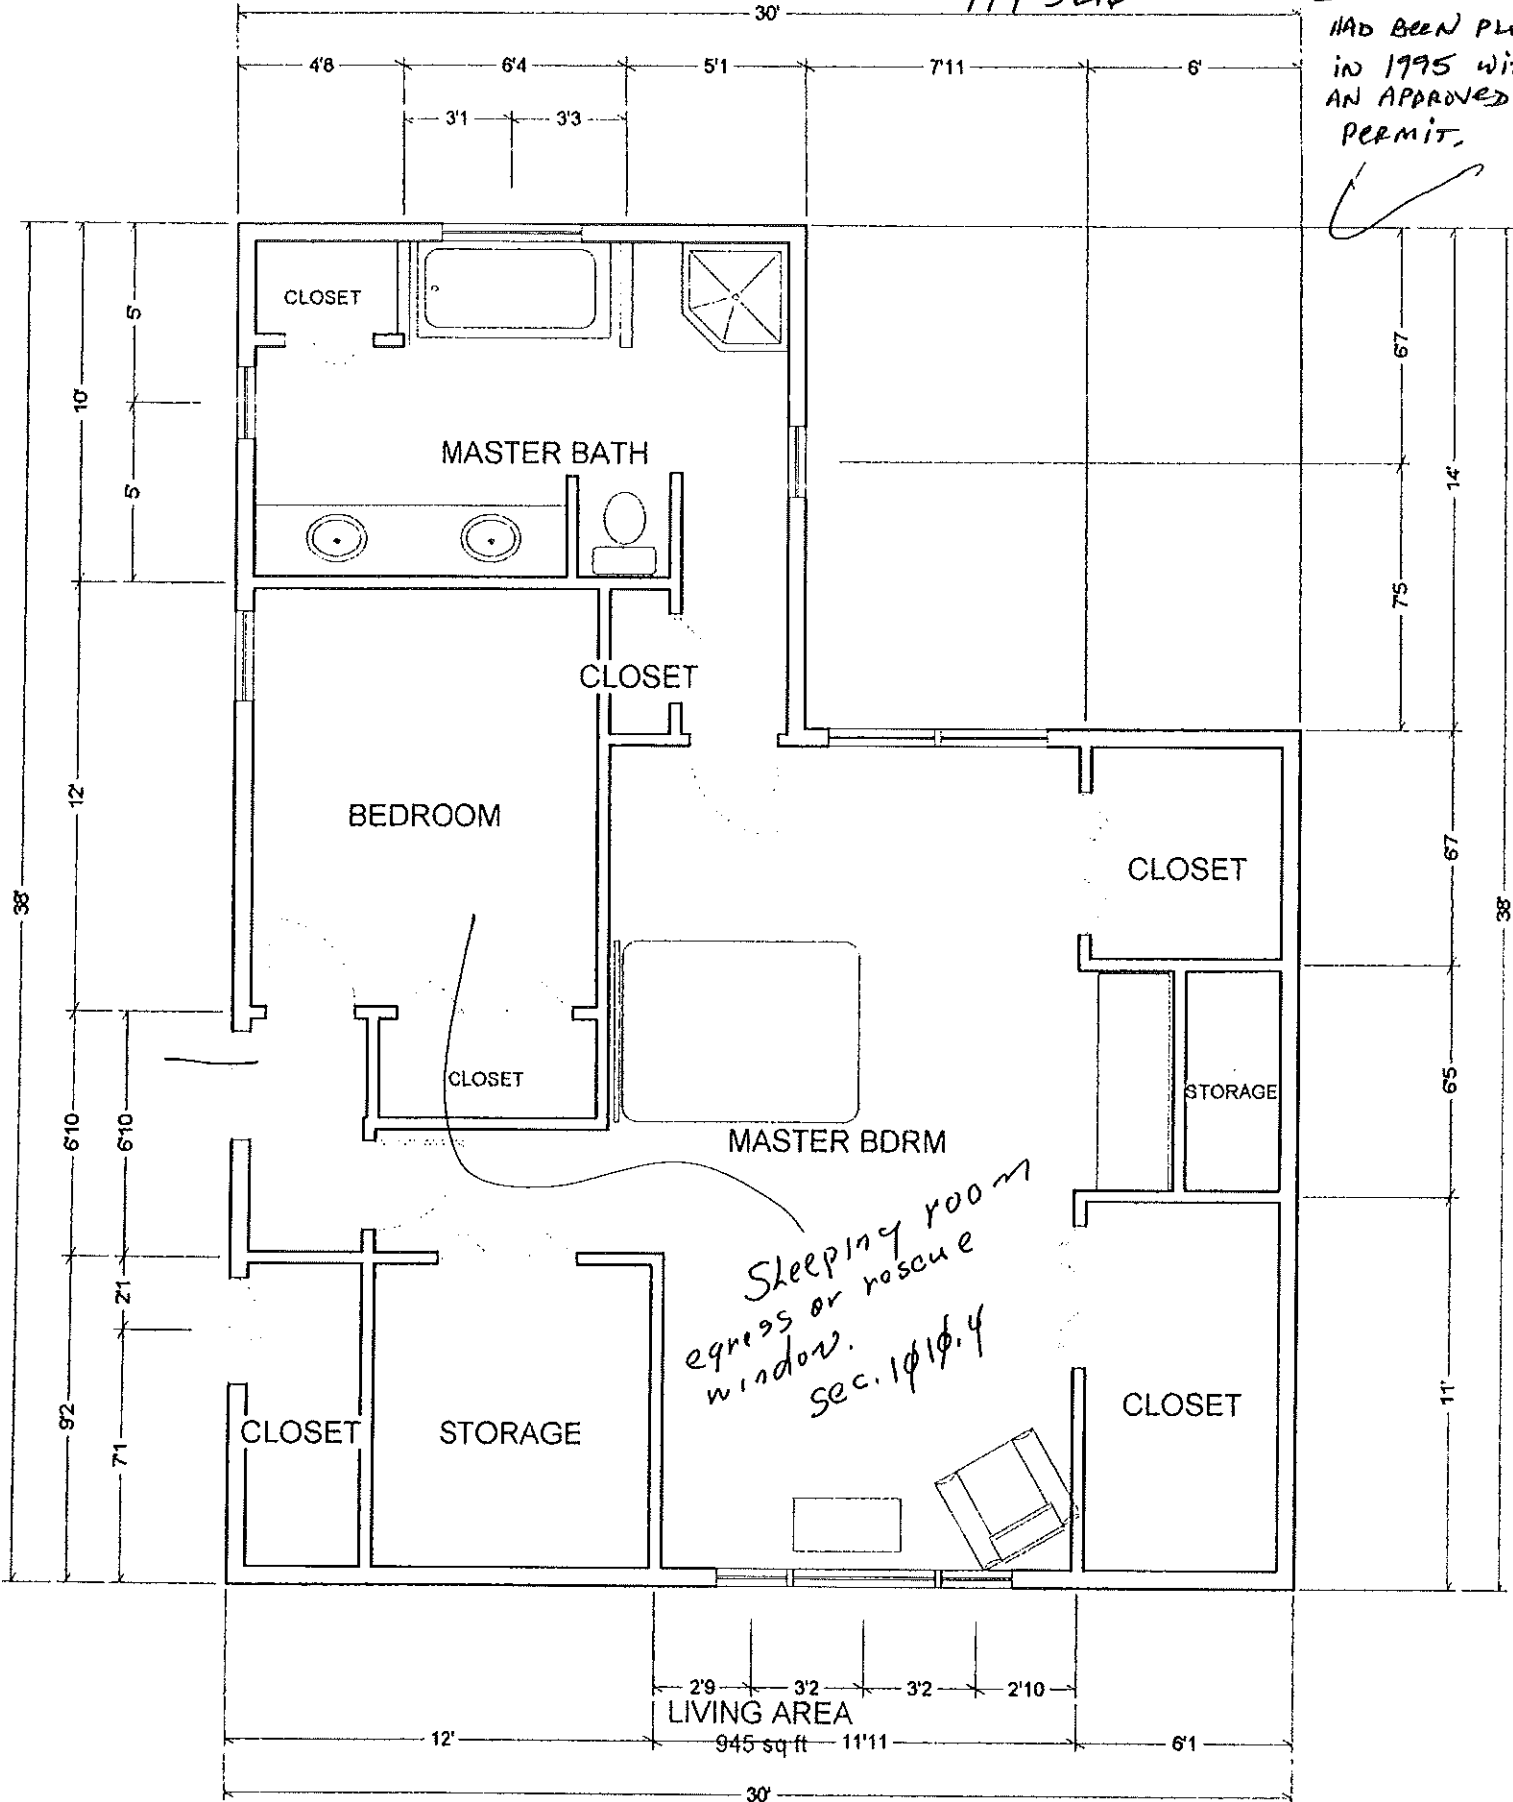 30'
HAD BEEN
in 1995
AN APPROVED
PERMIT.
4'8 6'4 5'1 7'11 6'
3'1 3'3
CLOSET
5'
10'
5'
MASTER BATH
6'7
14'
7'5
CLOSET
12'
BEDROOM
CLOSET
6'7
38'
38'
CLOSET
STORAGE
6'5
6'10
6'10
MASTER BDRM
Sleeping room
egress or rescue
window.
sec. 1010.4
2'1
9'2
7'1
CLOSET
STORAGE
CLOSET
11'
2'9 3'2 3'2 2'10
LIVING AREA
12' 945 sq ft 11'11 6'1
30'